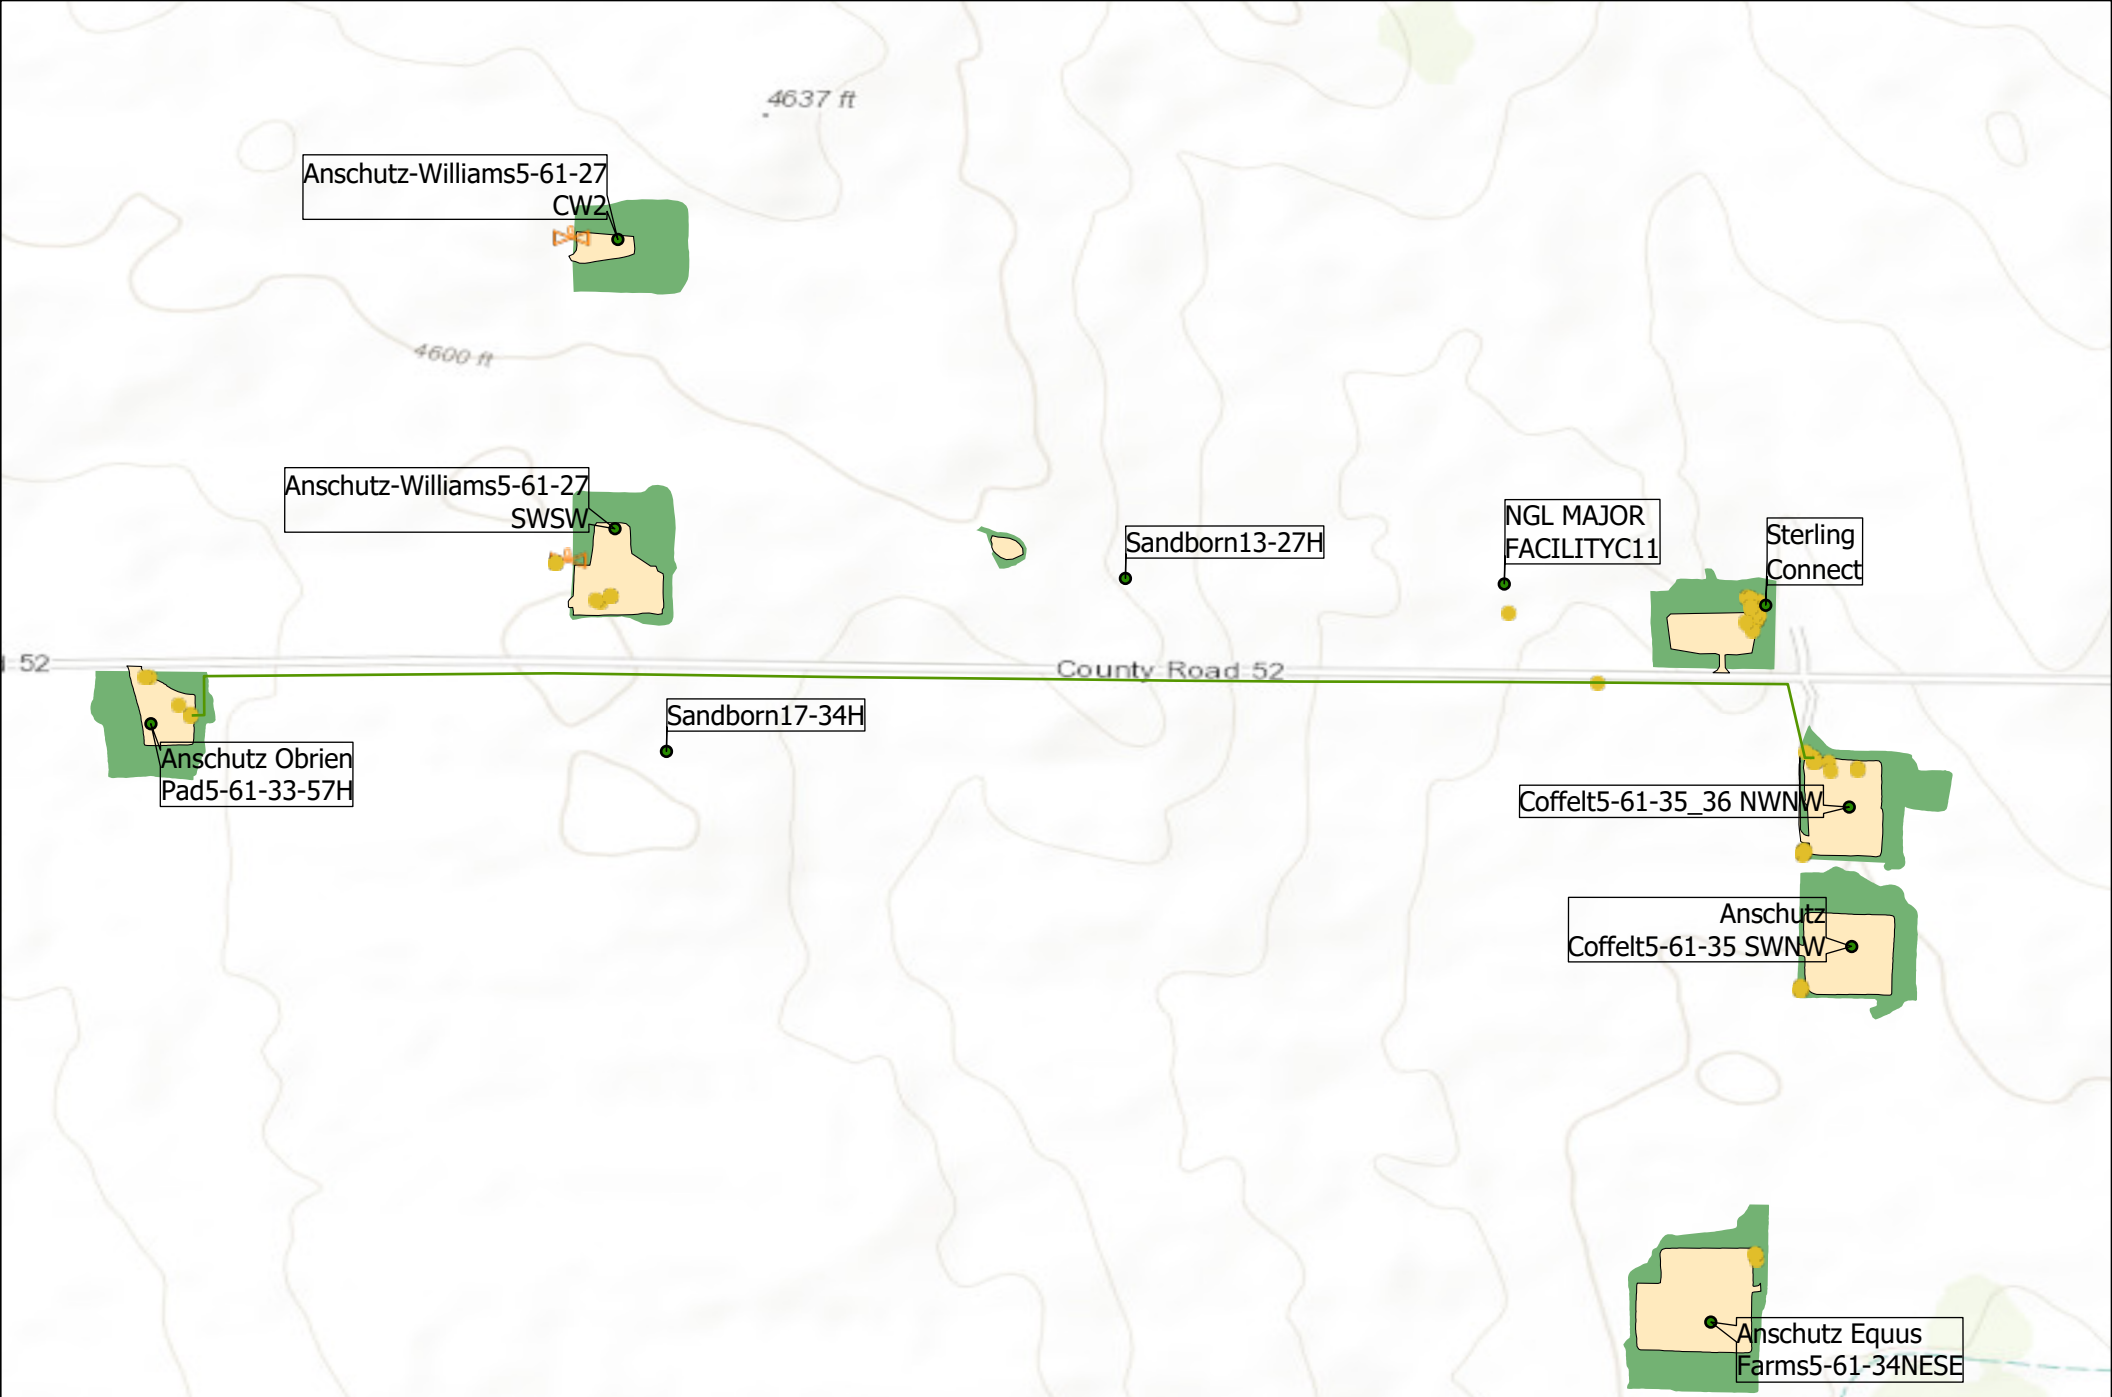 4637 ft
Anschutz-Williams5-61-27
CW2
4600 ft
Anschutz-Williams5-61-27
SWSW
Sandborn13-27H
NGL MAJOR
FACILITYC11
Sterling
Connect
52
County Road 52
Sandborn17-34H
Anschutz Obrien
Pad5-61-33-57H
Coffelt5-61-35_36 NWNW
Anschutz
Coffelt5-61-35 SWNW
Anschutz Equus
Farms5-61-34NESE